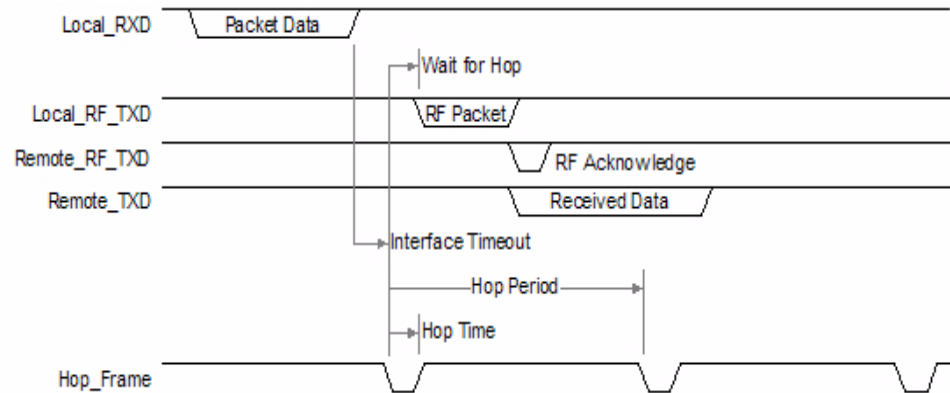 Local_RXD
Packet Data
Wait for Hop
Local_RF_TXD
RF Packet
Remote_RF_TXD
RF Acknowledge
Remote_TXD
Received Data
Interface Timeout
Hop Period
Hop Time
Hop_Frame